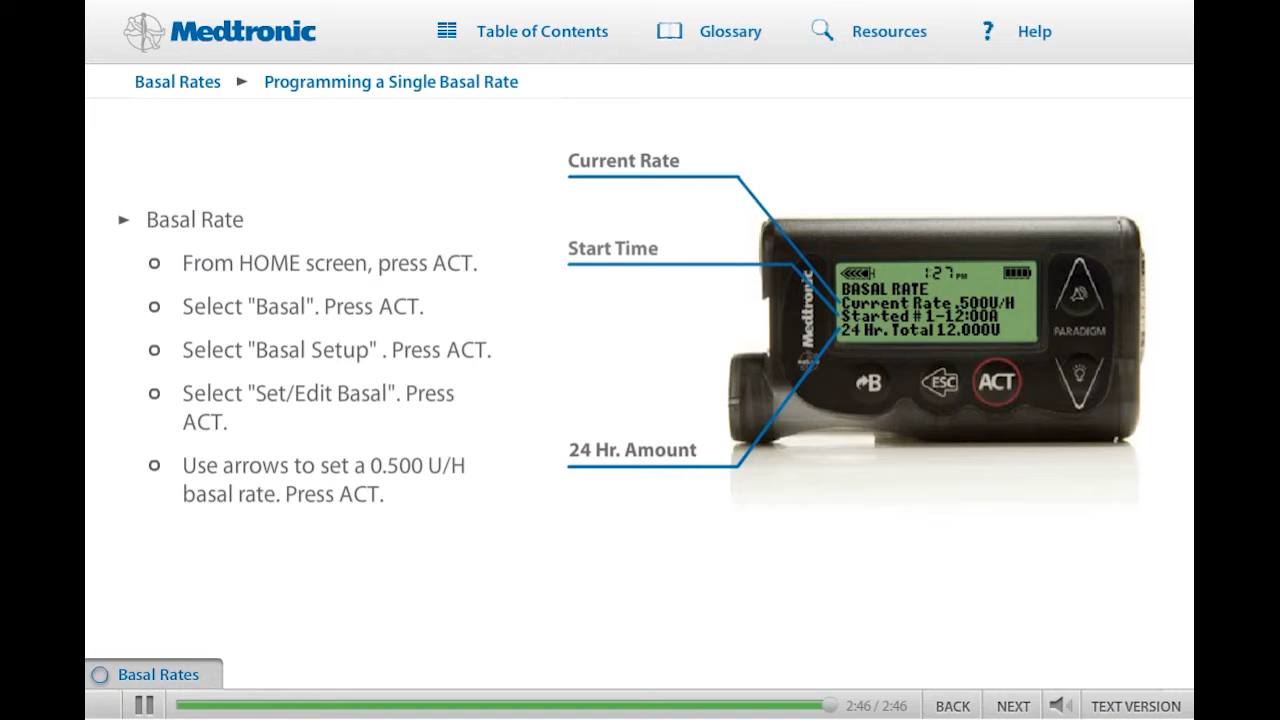 Medtronic
Table of Contents
Glossary
Resources
? Help
Basal Rates ► Programming a Single Basal Rate
► Basal Rate
From HOME screen, press ACT.
Select "Basal". Press ACT.
Select "Basal Setup" . Press ACT.
Select "Set/Edit Basal". Press
ACT.
Use arrows to set a 0.500 U/H
basal rate. Press ACT.
Current Rate
Start Time
24 Hr. Amount
Medtronic
1:27 PM
BASAL RATE
Current Rate .500U/H
Started #1-12:00A
24 Hr. Total 12.000U
PARADIGM
B
ESC
ACT
Basal Rates
2:46 / 2:46
BACK
NEXT
TEXT VERSION